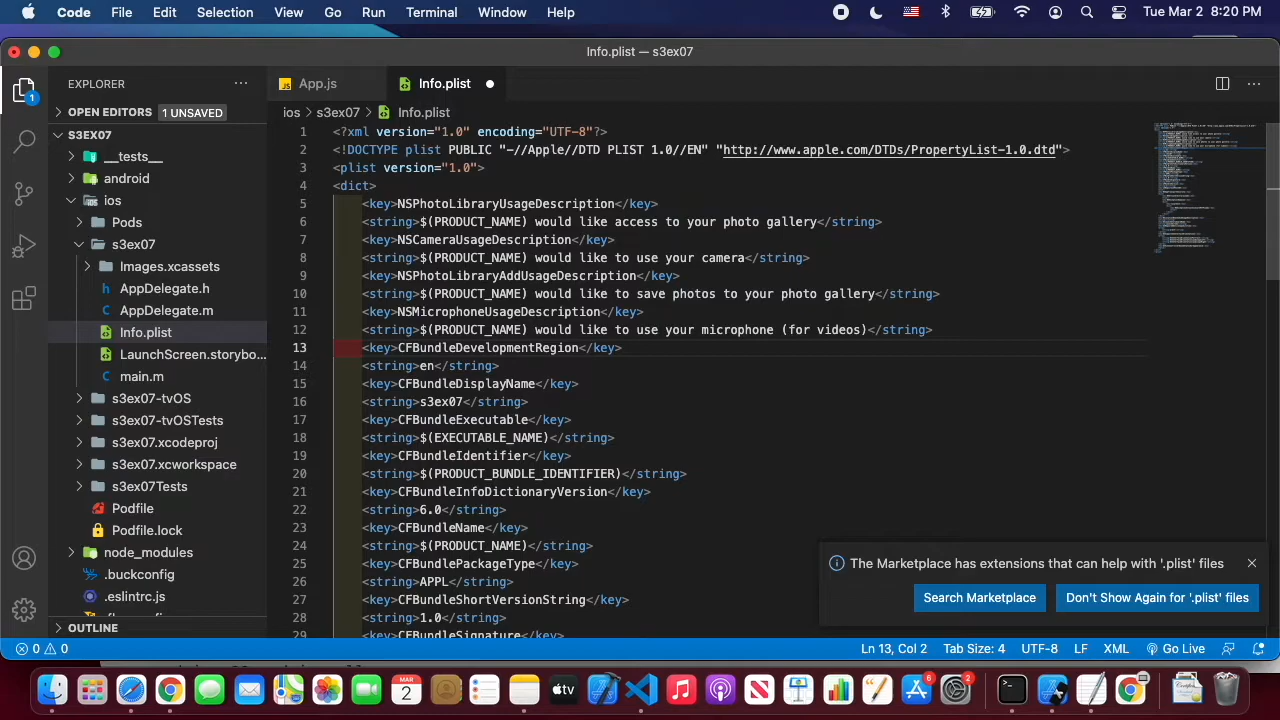 Code File Edit Selection View Go Run Terminal Window Help Tue Mar 2 8:20 PM
Info.plist — s3ex07
EXPLORER ··· JS App.js Info.plist ···
OPEN EDITORS 1 UNSAVED ios s3ex07 Info.plist
1
S3EX07
__tests__
android
ios
Pods
s3ex07
Images.xcassets
h AppDelegate.h
C AppDelegate.m
Info.plist
LaunchScreen.storybo...
C main.m
s3ex07-tvOS
s3ex07-tvOSTests
s3ex07.xcodeproj
s3ex07.xcworkspace
s3ex07Tests
Podfile
Podfile.lock
node_modules
.buckconfig
.eslintrc.js
OUTLINE
1 <?xml version="1.0" encoding="UTF-8"?>
2 <!DOCTYPE plist PUBLIC "-//Apple//DTD PLIST 1.0//EN" "http://www.apple.com/DTDs/PropertyList-1.0.dtd">
3 <plist version="1.0">
4 <dict>
5 <key>NSPhotoLibraryUsageDescription</key>
6 <string>$(PRODUCT_NAME) would like access to your photo gallery</string>
7 <key>NSCameraUsageDescription</key>
8 <string>$(PRODUCT_NAME) would like to use your camera</string>
9 <key>NSPhotoLibraryAddUsageDescription</key>
10 <string>$(PRODUCT_NAME) would like to save photos to your photo gallery</string>
11 <key>NSMicrophoneUsageDescription</key>
12 <string>$(PRODUCT_NAME) would like to use your microphone (for videos)</string>
13 <key>CFBundleDevelopmentRegion</key>
14 <string>en</string>
15 <key>CFBundleDisplayName</key>
16 <string>s3ex07</string>
17 <key>CFBundleExecutable</key>
18 <string>$(EXECUTABLE_NAME)</string>
19 <key>CFBundleIdentifier</key>
20 <string>$(PRODUCT_BUNDLE_IDENTIFIER)</string>
21 <key>CFBundleInfoDictionaryVersion</key>
22 <string>6.0</string>
23 <key>CFBundleName</key>
24 <string>$(PRODUCT_NAME)</string>
25 <key>CFBundlePackageType</key>
26 <string>APPL</string>
27 <key>CFBundleShortVersionString</key>
28 <string>1.0</string>
29 <key>CFBundleSignature</key>
The Marketplace has extensions that can help with '.plist' files
Search Marketplace Don't Show Again for '.plist' files
0 0 Ln 13, Col 2 Tab Size: 4 UTF-8 LF XML Go Live
MAR
2 tv 6 2